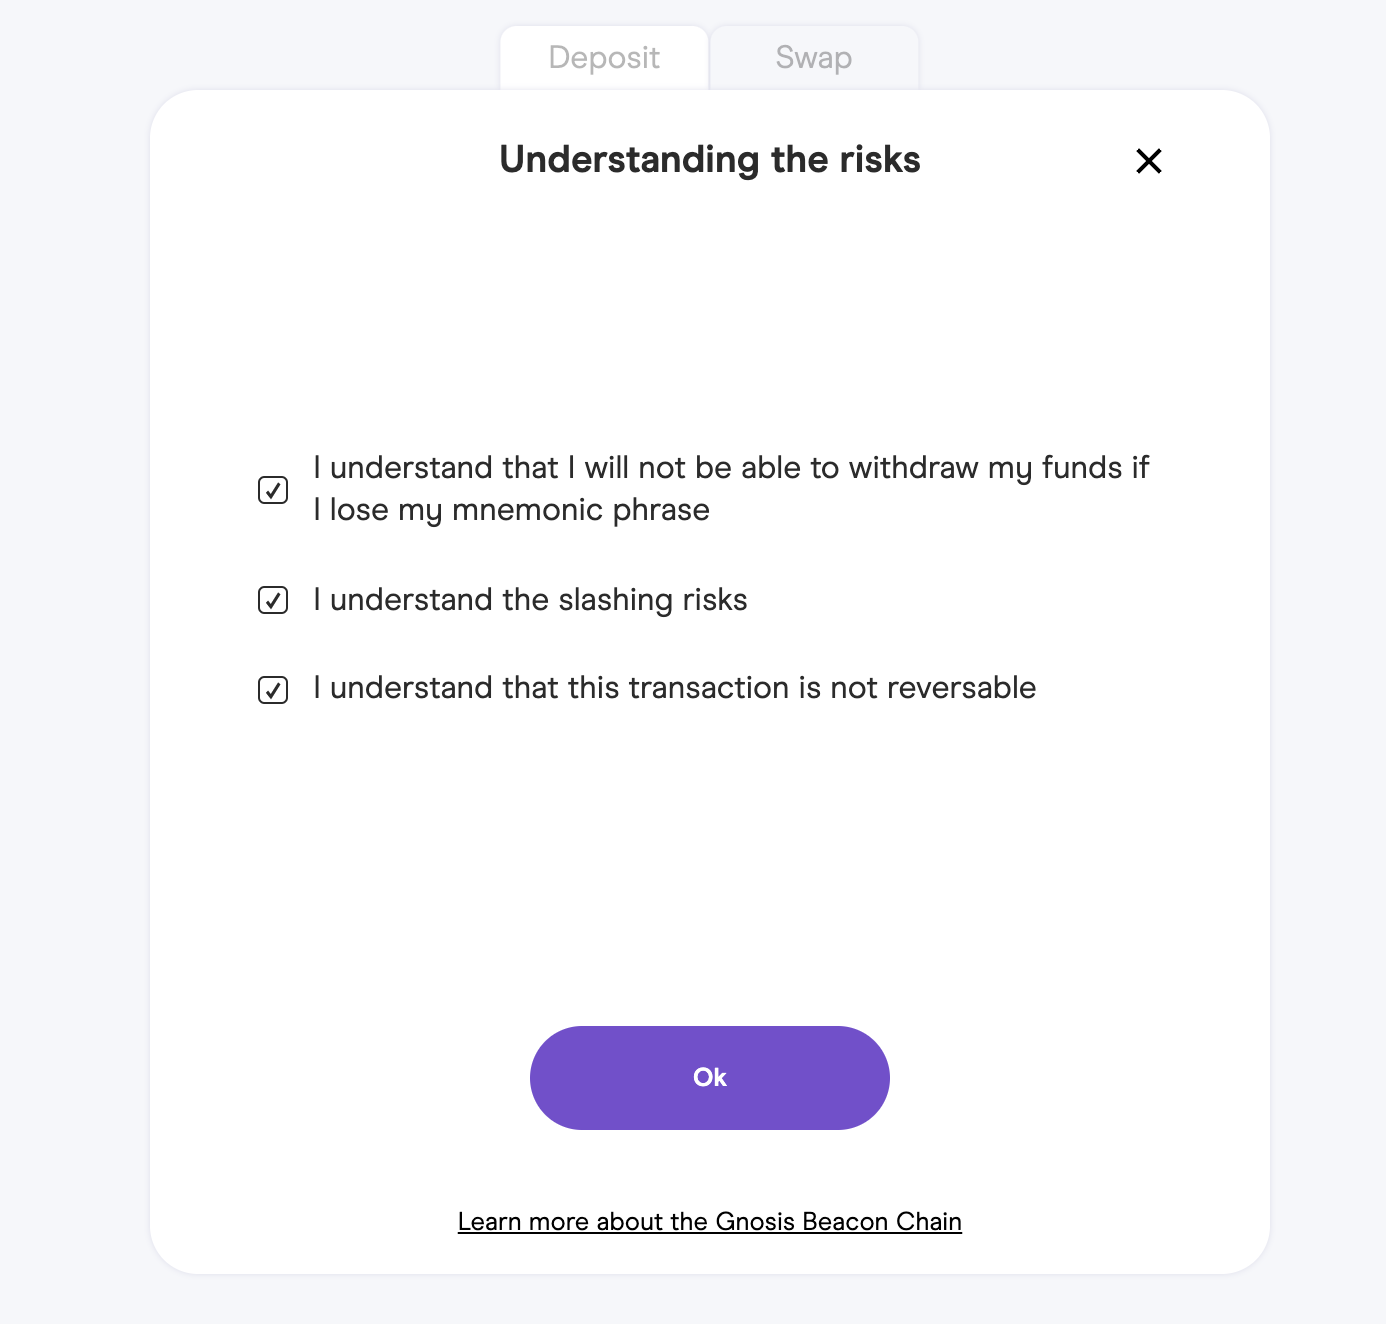 Deposit
Swap
Understanding the risks
I understand that I will not be able to withdraw my funds if
I lose my mnemonic phrase
I understand the slashing risks
I understand that this transaction is not reversable
Ok
Learn more about the Gnosis Beacon Chain